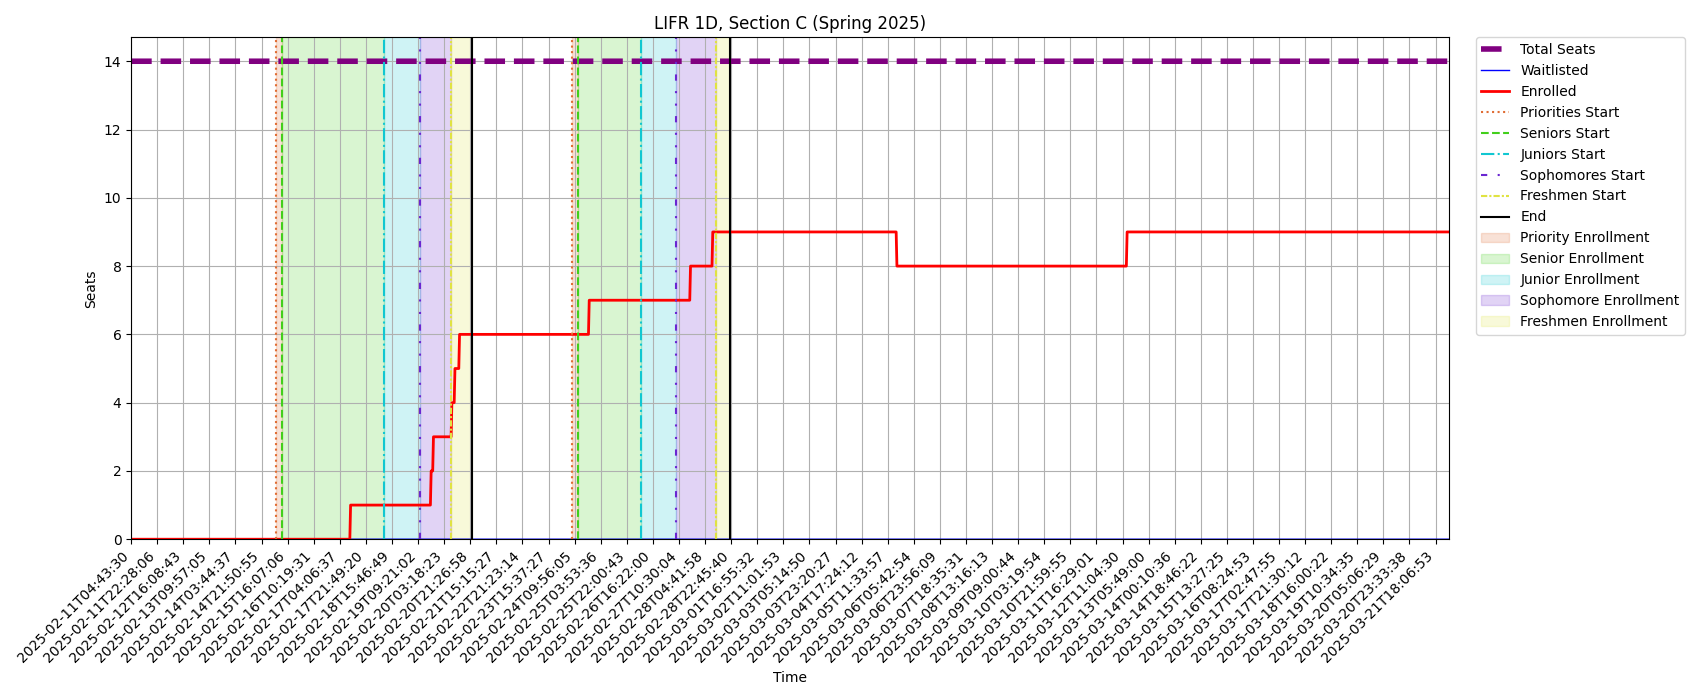 LIFR 1D, Section C (Spring 2025)
Seats
14
12
10
8
6
4
2
0
2025-02-11T04:43:30
2025-02-11T22:28:06
2025-02-12T16:08:43
2025-02-13T09:57:05
2025-02-14T03:44:37
2025-02-14T21:50:55
2025-02-15T16:07:06
2025-02-16T10:19:31
2025-02-17T04:06:37
2025-02-17T21:49:20
2025-02-18T15:46:49
2025-02-19T09:21:02
2025-02-20T03:18:23
2025-02-20T21:26:58
2025-02-21T15:15:27
2025-02-22T21:23:14
2025-02-23T15:37:27
2025-02-24T09:56:05
2025-02-25T03:53:36
2025-02-25T22:00:43
2025-02-26T16:22:00
2025-02-27T10:30:04
2025-02-28T04:41:58
2025-02-28T22:45:40
2025-03-01T16:55:32
2025-03-02T11:01:53
2025-03-03T05:14:50
2025-03-03T23:20:27
2025-03-04T17:24:12
2025-03-05T11:33:57
2025-03-06T05:42:54
2025-03-06T23:56:09
2025-03-07T18:35:31
2025-03-08T13:16:13
2025-03-09T09:00:44
2025-03-10T03:19:54
2025-03-10T21:59:55
2025-03-11T16:29:01
2025-03-12T11:04:30
2025-03-13T05:49:00
2025-03-14T00:10:36
2025-03-14T18:46:22
2025-03-15T13:27:25
2025-03-16T08:24:53
2025-03-17T02:47:55
2025-03-17T21:30:12
2025-03-18T16:00:22
2025-03-19T10:34:35
2025-03-20T05:06:29
2025-03-20T23:33:38
2025-03-21T18:06:53
Time
Total Seats
Waitlisted
Enrolled
Priorities Start
Seniors Start
Juniors Start
Sophomores Start
Freshmen Start
End
Priority Enrollment
Senior Enrollment
Junior Enrollment
Sophomore Enrollment
Freshmen Enrollment